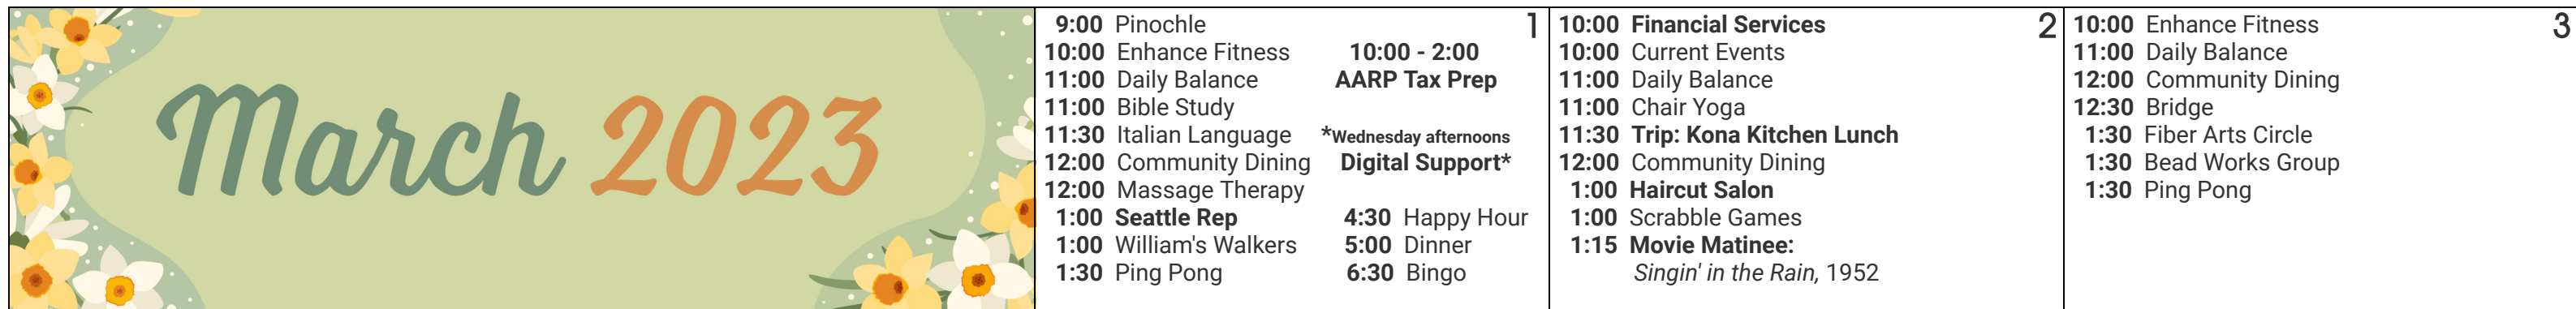 March 2023
1
9:00 Pinochle
10:00 Enhance Fitness
11:00 Daily Balance
11:00 Bible Study
11:30 Italian Language
12:00 Community Dining
12:00 Massage Therapy
1:00 Seattle Rep
1:00 William's Walkers
1:30 Ping Pong
10:00 - 2:00
AARP Tax Prep
*Wednesday afternoons
Digital Support*
4:30 Happy Hour
5:00 Dinner
6:30 Bingo
2
10:00 Financial Services
10:00 Current Events
11:00 Daily Balance
11:00 Chair Yoga
11:30 Trip: Kona Kitchen Lunch
12:00 Community Dining
1:00 Haircut Salon
1:00 Scrabble Games
1:15 Movie Matinee:
Singin' in the Rain, 1952
3
10:00 Enhance Fitness
11:00 Daily Balance
12:00 Community Dining
12:30 Bridge
1:30 Fiber Arts Circle
1:30 Bead Works Group
1:30 Ping Pong